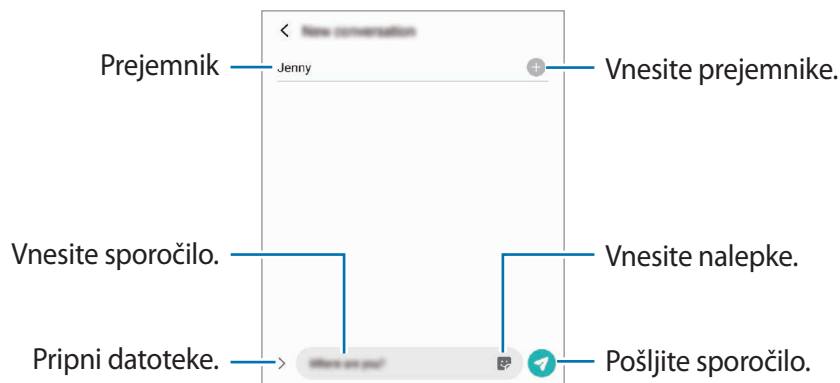 New conversation
Prejemnik
Jenny
Vnesite prejemnike.
Vnesite sporočilo.
Vnesite nalepke.
Pripni datoteke.
Where are you?
Pošljite sporočilo.